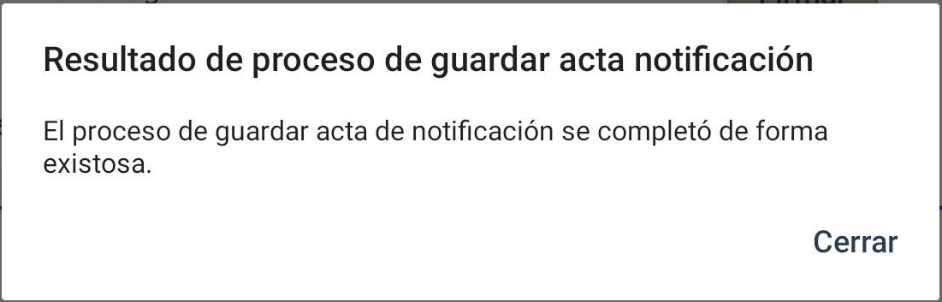 Resultado de proceso de guardar acta notificación
El proceso de guardar acta de notificación se completó de forma
existosa.
Cerrar